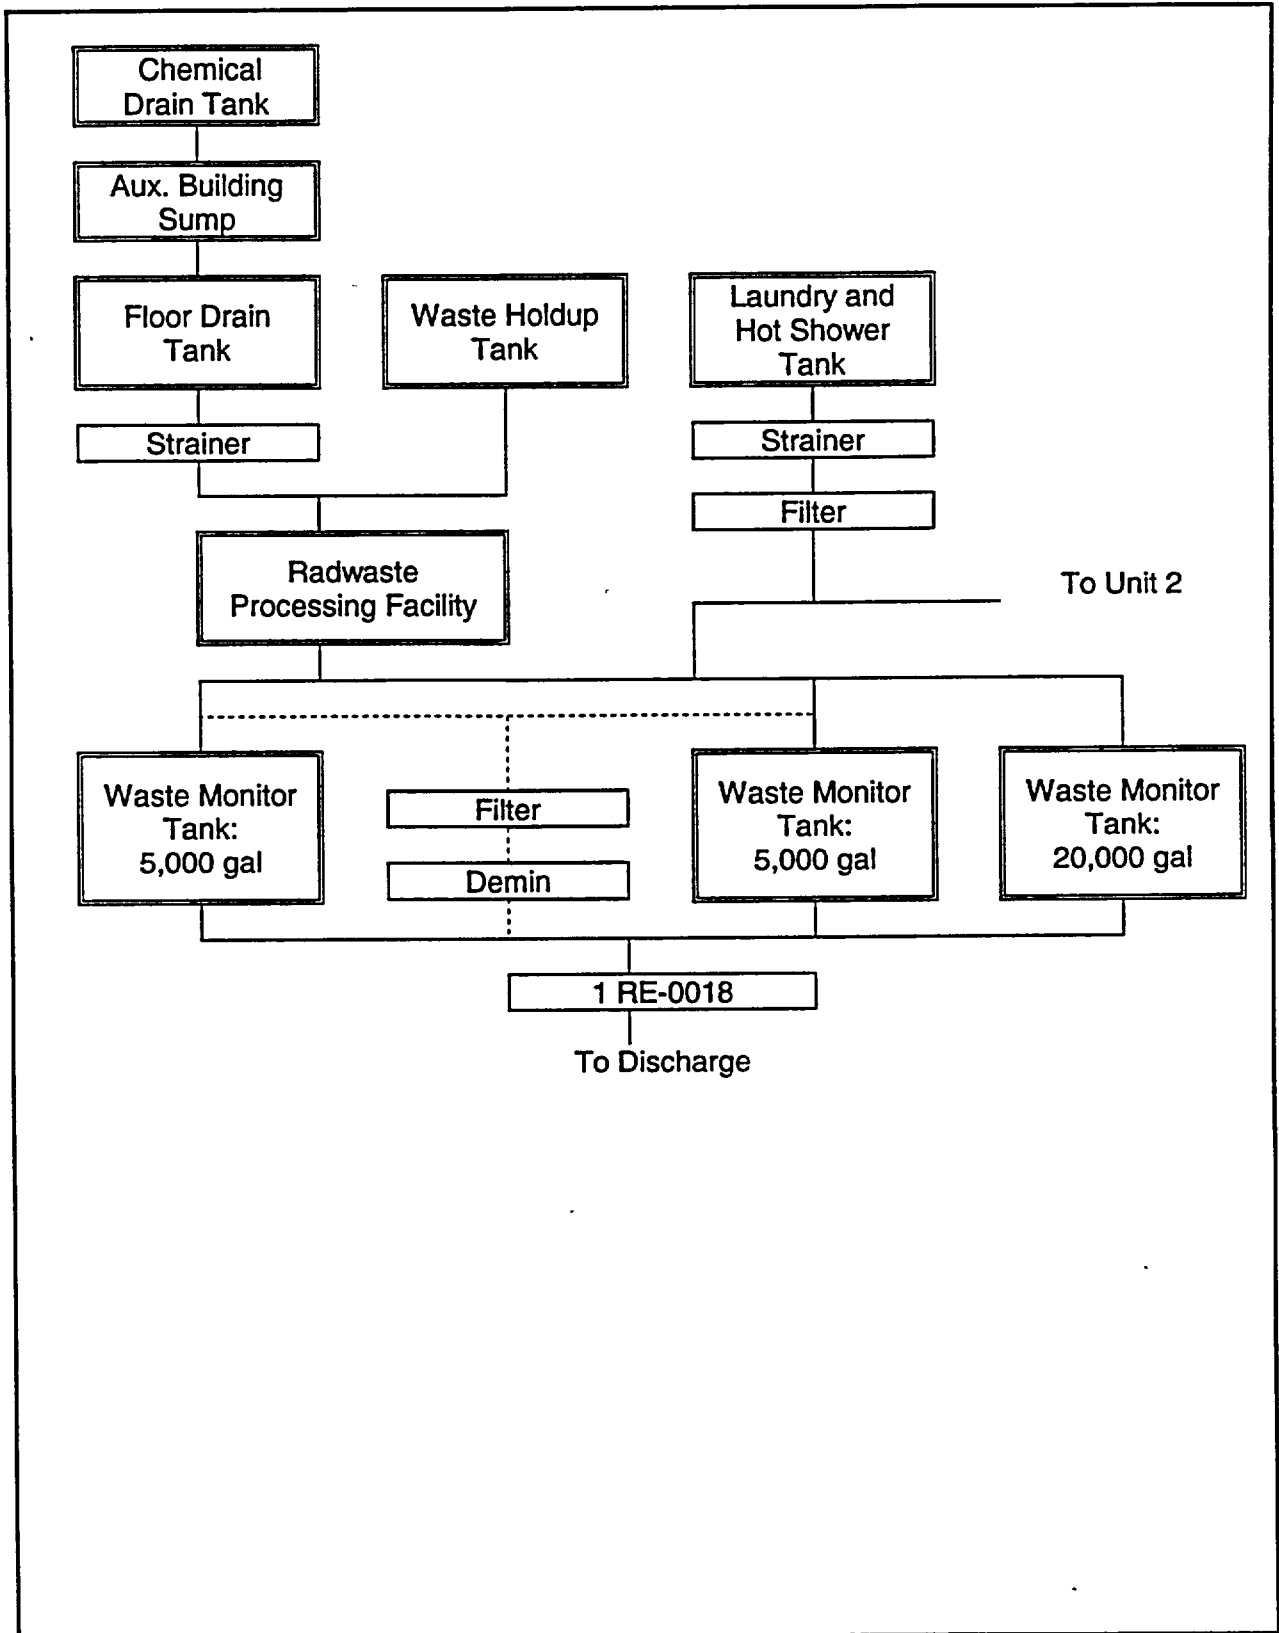 Chemical
Drain Tank
Aux. Building
Sump
Floor Drain
Tank
Waste Holdup
Tank
Laundry and
Hot Shower
Tank
Strainer
Strainer
Filter
Radwaste
Processing Facility
To Unit 2
Waste Monitor
Tank:
5,000 gal
Filter
Demin
Waste Monitor
Tank:
5,000 gal
Waste Monitor
Tank:
20,000 gal
1 RE-0018
To Discharge